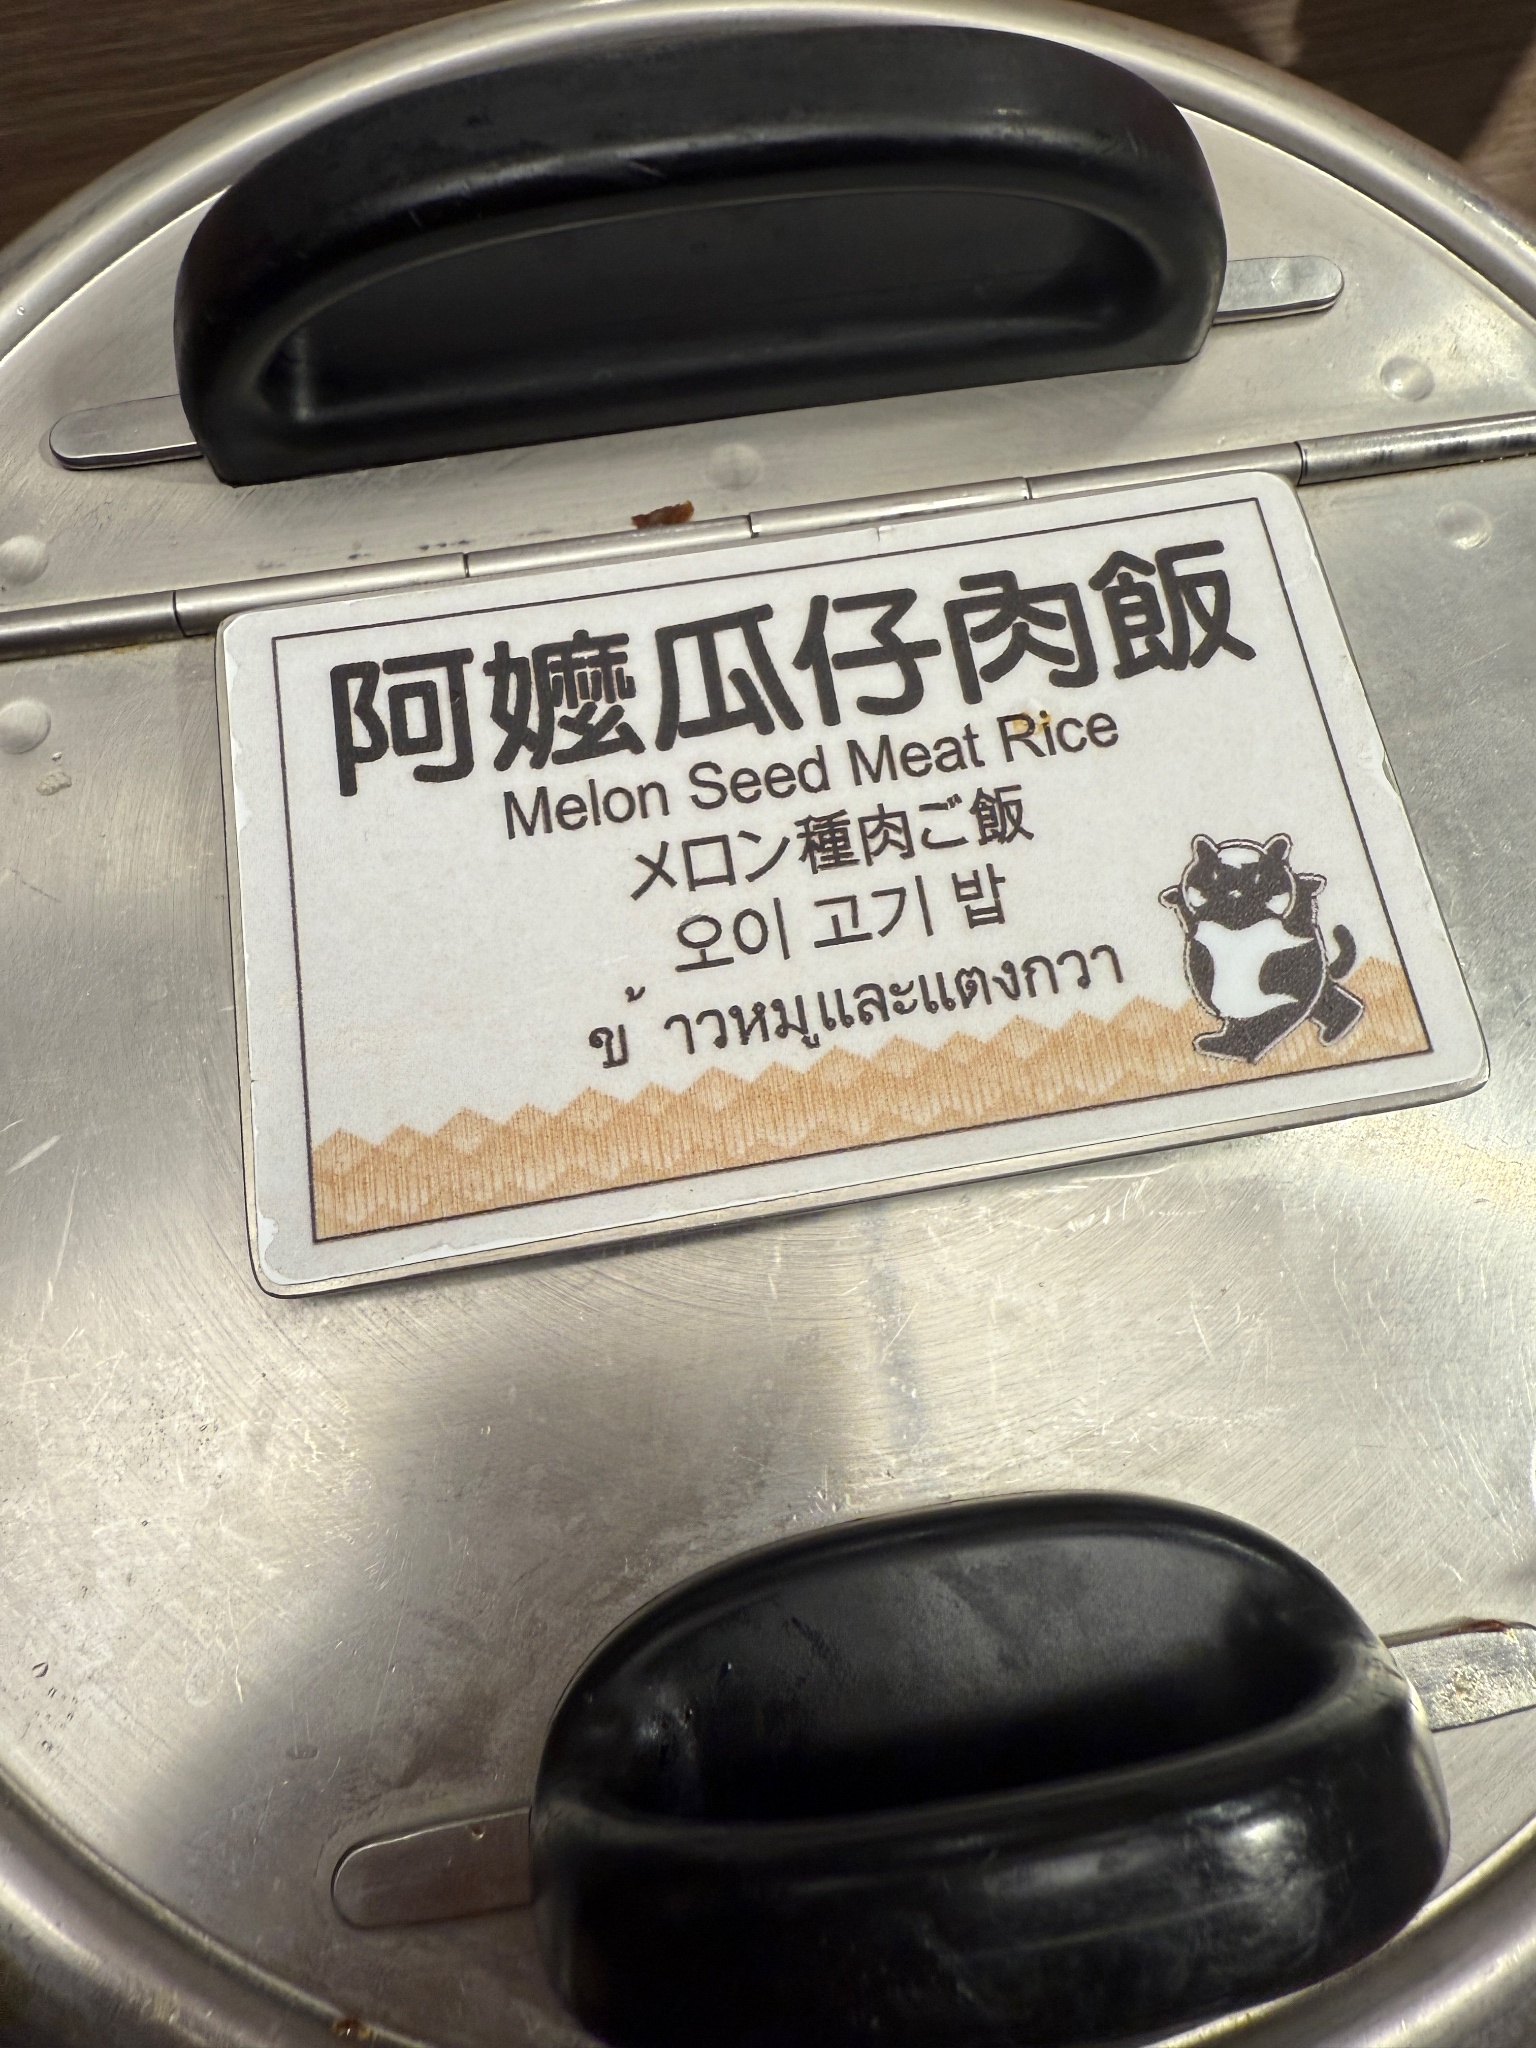 阿嬤瓜仔肉飯
Melon Seed Meat Rice
メロン種肉ご飯
오이 고기 밥
ข ้าวหมูและแตงกวา